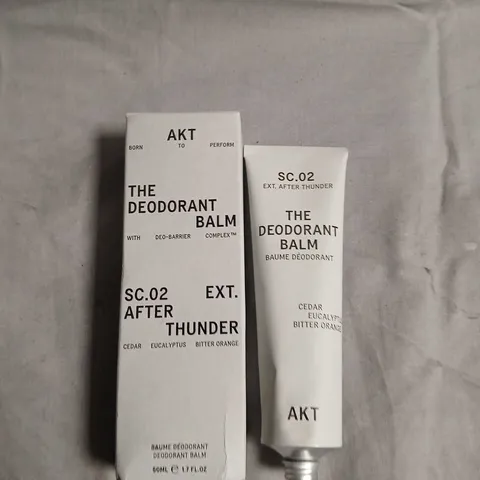 AKT
BORN TO PERFORM
THE
DEODORANT
BALM
WITH DEO-BARRIER COMPLEX™
SC.02 EXT.
AFTER
THUNDER
CEDAR EUCALYPTUS BITTER ORANGE
BAUME DÉODORANT
DEODORANT BALM
50ML ℮ 1.7 FL.OZ
SC.02
EXT. AFTER THUNDER
THE
DEODORANT
BALM
BAUME DÉODORANT
CEDAR
EUCALYPTUS
BITTER ORANGE
AKT